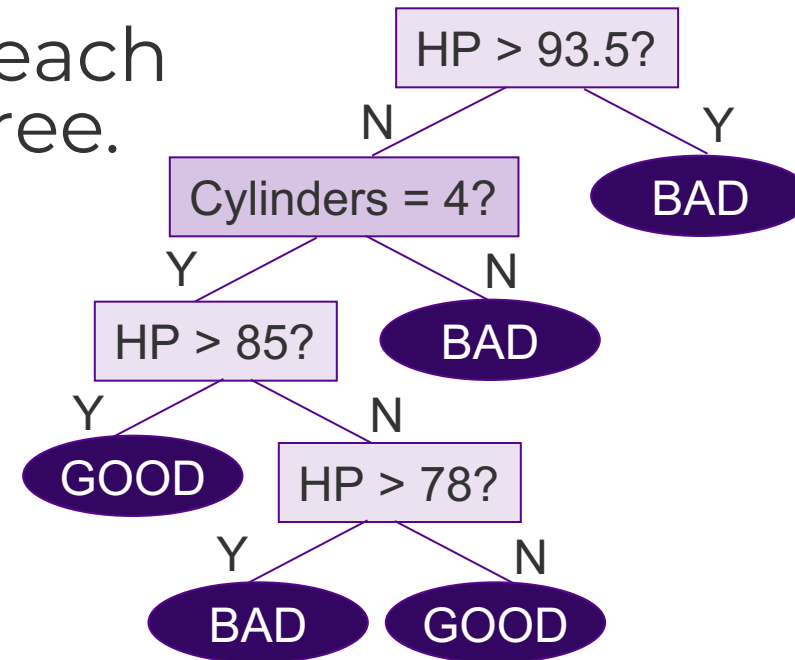 each
HP > 93.5?
ree.
N
Y
Cylinders = 4?
BAD
Y
N
HP > 85?
BAD
Y
N
GOOD
HP > 78?
Y
N
BAD
GOOD